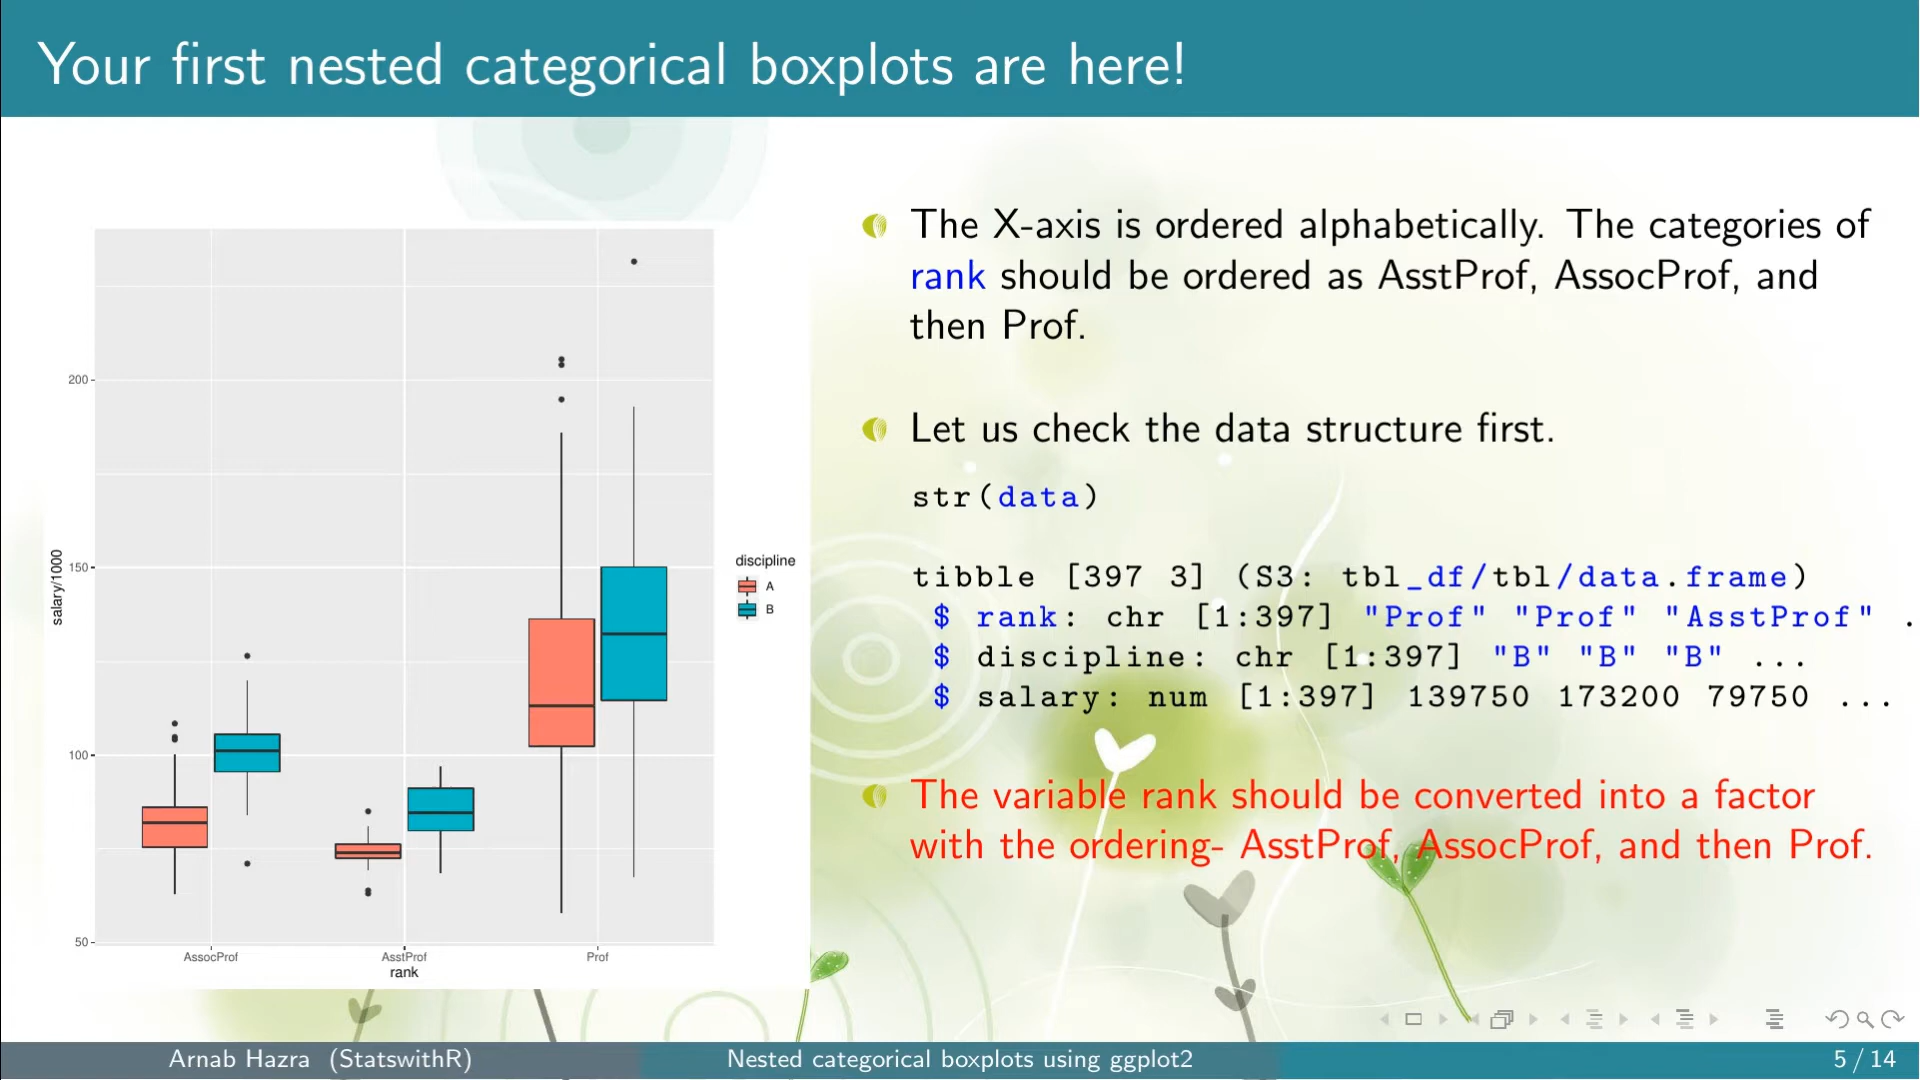 Your first nested categorical boxplots are here!
200
150
100
50
salary/1000
AssocProf AsstProf Prof
rank
discipline
A
B
The X-axis is ordered alphabetically. The categories of
rank should be ordered as AsstProf, AssocProf, and
then Prof.
Let us check the data structure first.
str(data)
tibble [397 3] (S3: tbl_df/tbl/data.frame)
$ rank: chr [1:397] "Prof" "Prof" "AsstProf" .
$ discipline: chr [1:397] "B" "B" "B" ...
$ salary: num [1:397] 139750 173200 79750 ...
The variable rank should be converted into a factor
with the ordering- AsstProf, AssocProf, and then Prof.
Arnab Hazra (StatswithR) Nested categorical boxplots using ggplot2 5 / 14